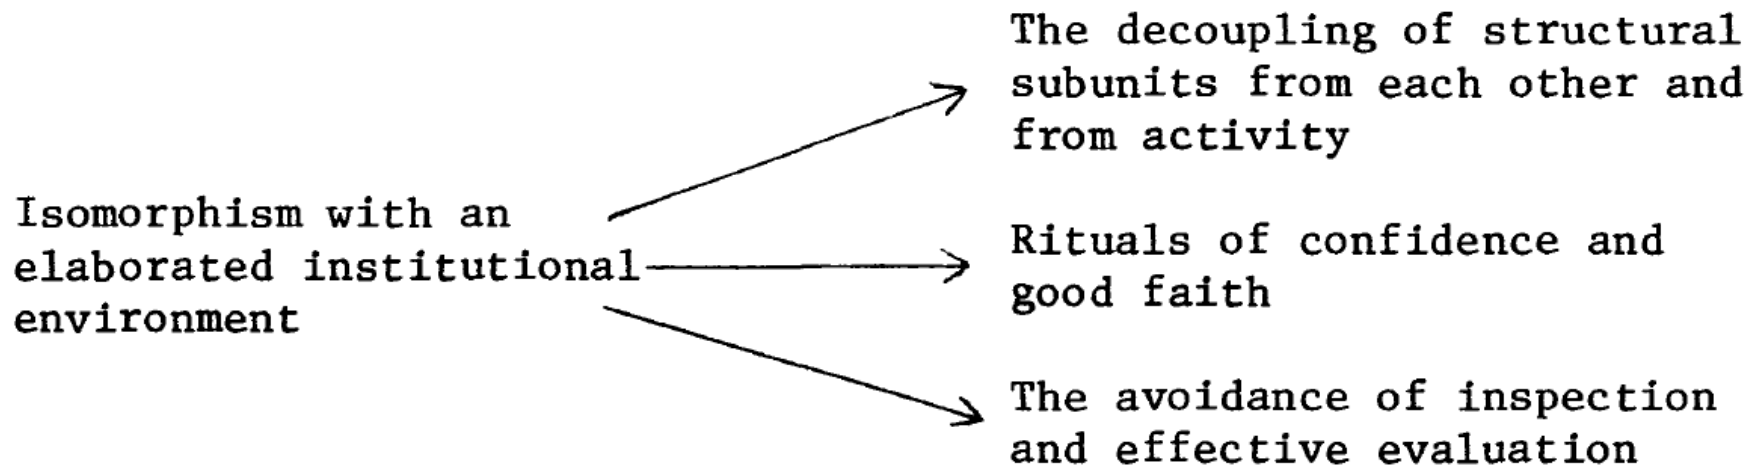 The decoupling of structural
subunits from each other and
from activity
Isomorphism with an
elaborated institutional
environment
Rituals of confidence and
good faith
The avoidance of inspection
and effective evaluation